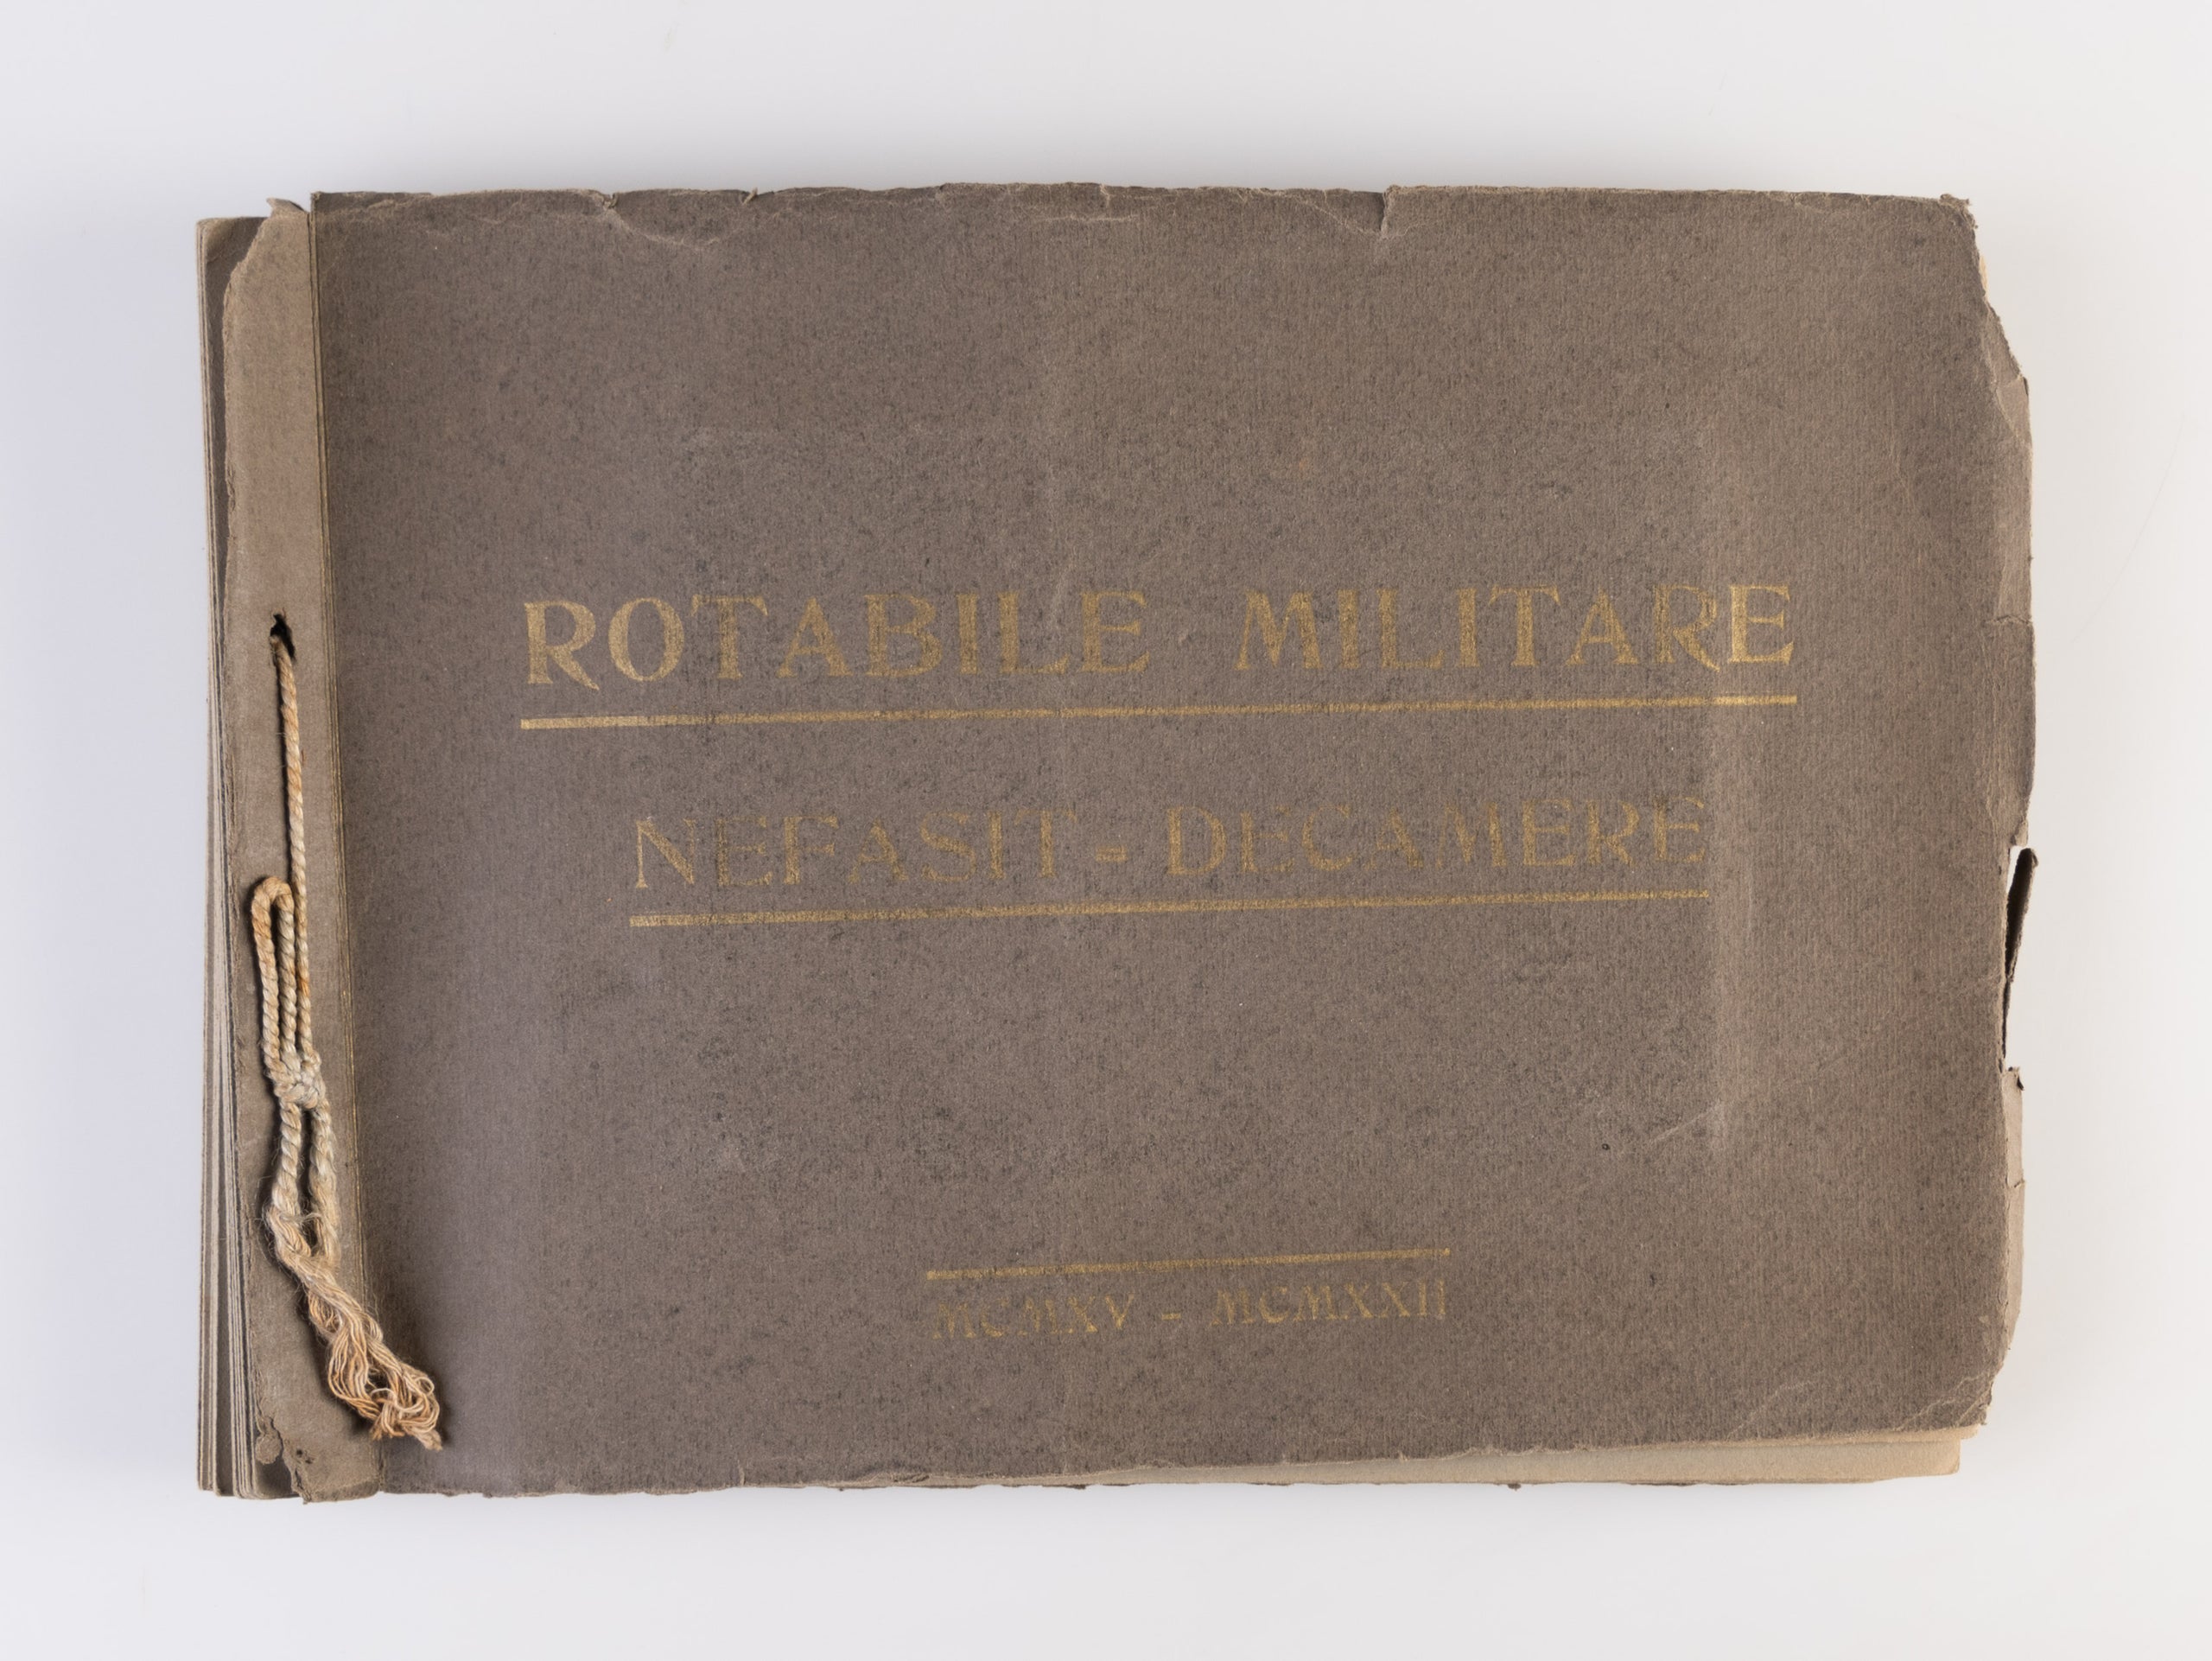 ROTABILE MILITARE
NEFASIT - DECAMERE
MCMXV - MCMXXII